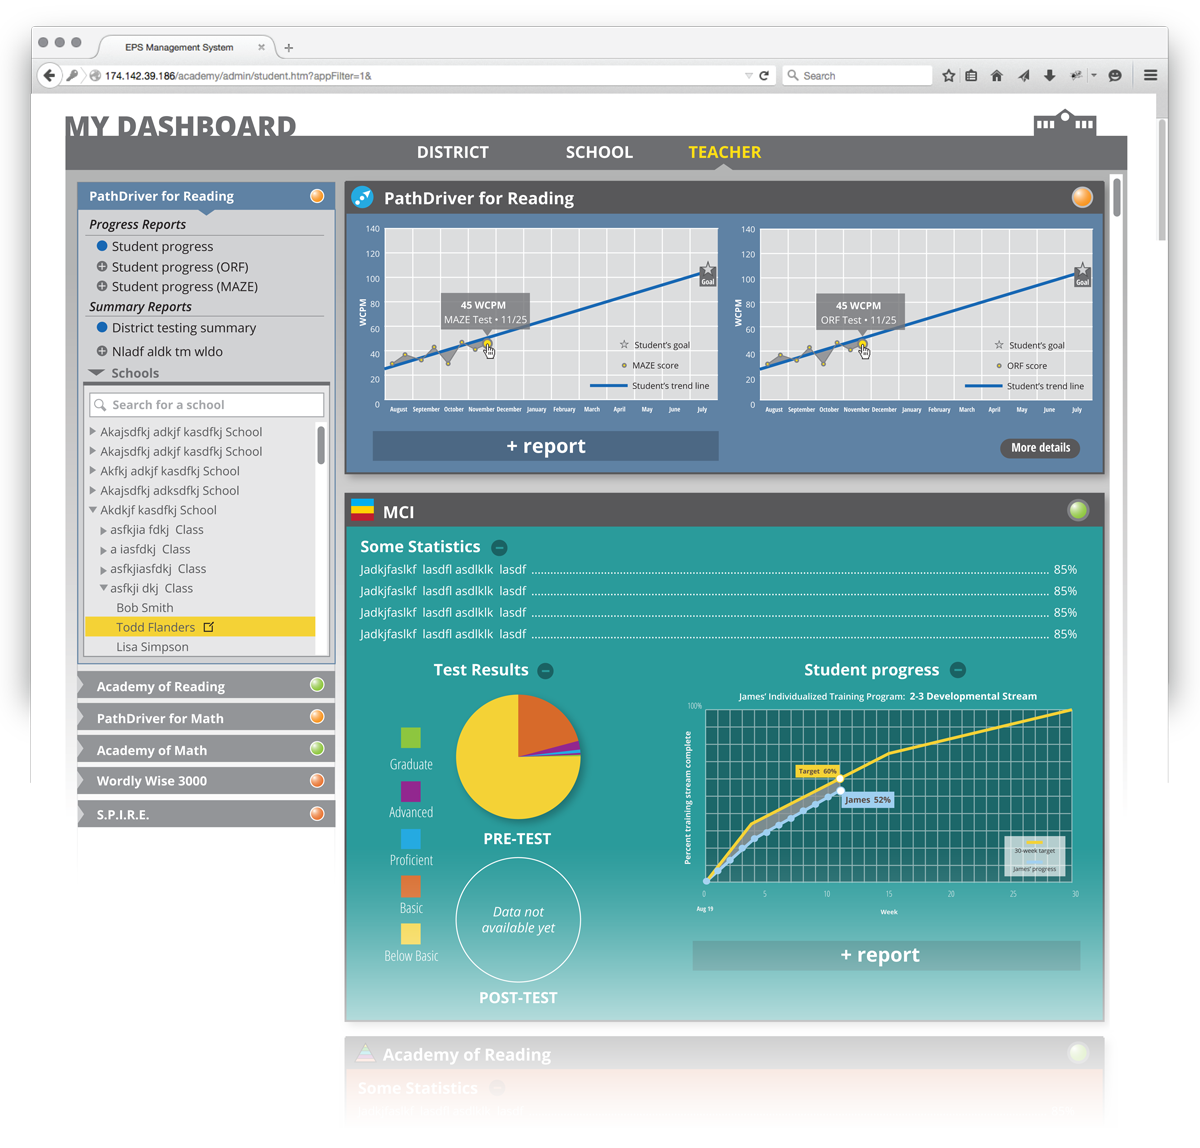 EPS Management System
174.142.39.186/academy/admin/student.htm?appFilter=1&
Search
MY DASHBOARD
DISTRICT
SCHOOL
TEACHER
PathDriver for Reading
Progress Reports
Student progress
Student progress (ORF)
Student progress (MAZE)
Summary Reports
District testing summary
Nladf aldk tm wldo
Schools
Search for a school
Akajsdfkj adkjf kasdfkj School
Akajsdfkj adkjf kasdfkj School
Akfkj adkjf kasdfkj School
Akajsdfkj adksdfkj School
Akdkjf kasdfkj School
asfkjia fdkj Class
a iasfdkj Class
asfkjiasfdkj Class
asfkji dkj Class
Bob Smith
Todd Flanders
Lisa Simpson
Academy of Reading
PathDriver for Math
Academy of Math
Wordly Wise 3000
S.P.I.R.E.
PathDriver for Reading
140
120
100
80
60
40
20
0
WCPM
45 WCPM
MAZE Test • 11/25
Goal
Student's goal
MAZE score
Student's trend line
August September October November December January February March April May June July
+ report
140
120
100
80
60
40
20
0
WCPM
45 WCPM
ORF Test • 11/25
Goal
Student's goal
ORF score
Student's trend line
August September October November December January February March April May June July
More details
MCI
Some Statistics
Jadkjfaslkf lasdfl asdlklk lasdf 85%
Jadkjfaslkf lasdfl asdlklk lasdf 85%
Jadkjfaslkf lasdfl asdlklk lasdf 85%
Jadkjfaslkf lasdfl asdlklk lasdf 85%
Test Results
Graduate
Advanced
Proficient
Basic
Below Basic
PRE-TEST
Data not
available yet
POST-TEST
Student progress
James' Individualized Training Program: 2-3 Developmental Stream
100%
Percent training stream complete
Target 60%
James 52%
30-week target
James' progress
0 5 10 15 20 25 30
Aug 19
Week
+ report
Academy of Reading
Some Statistics